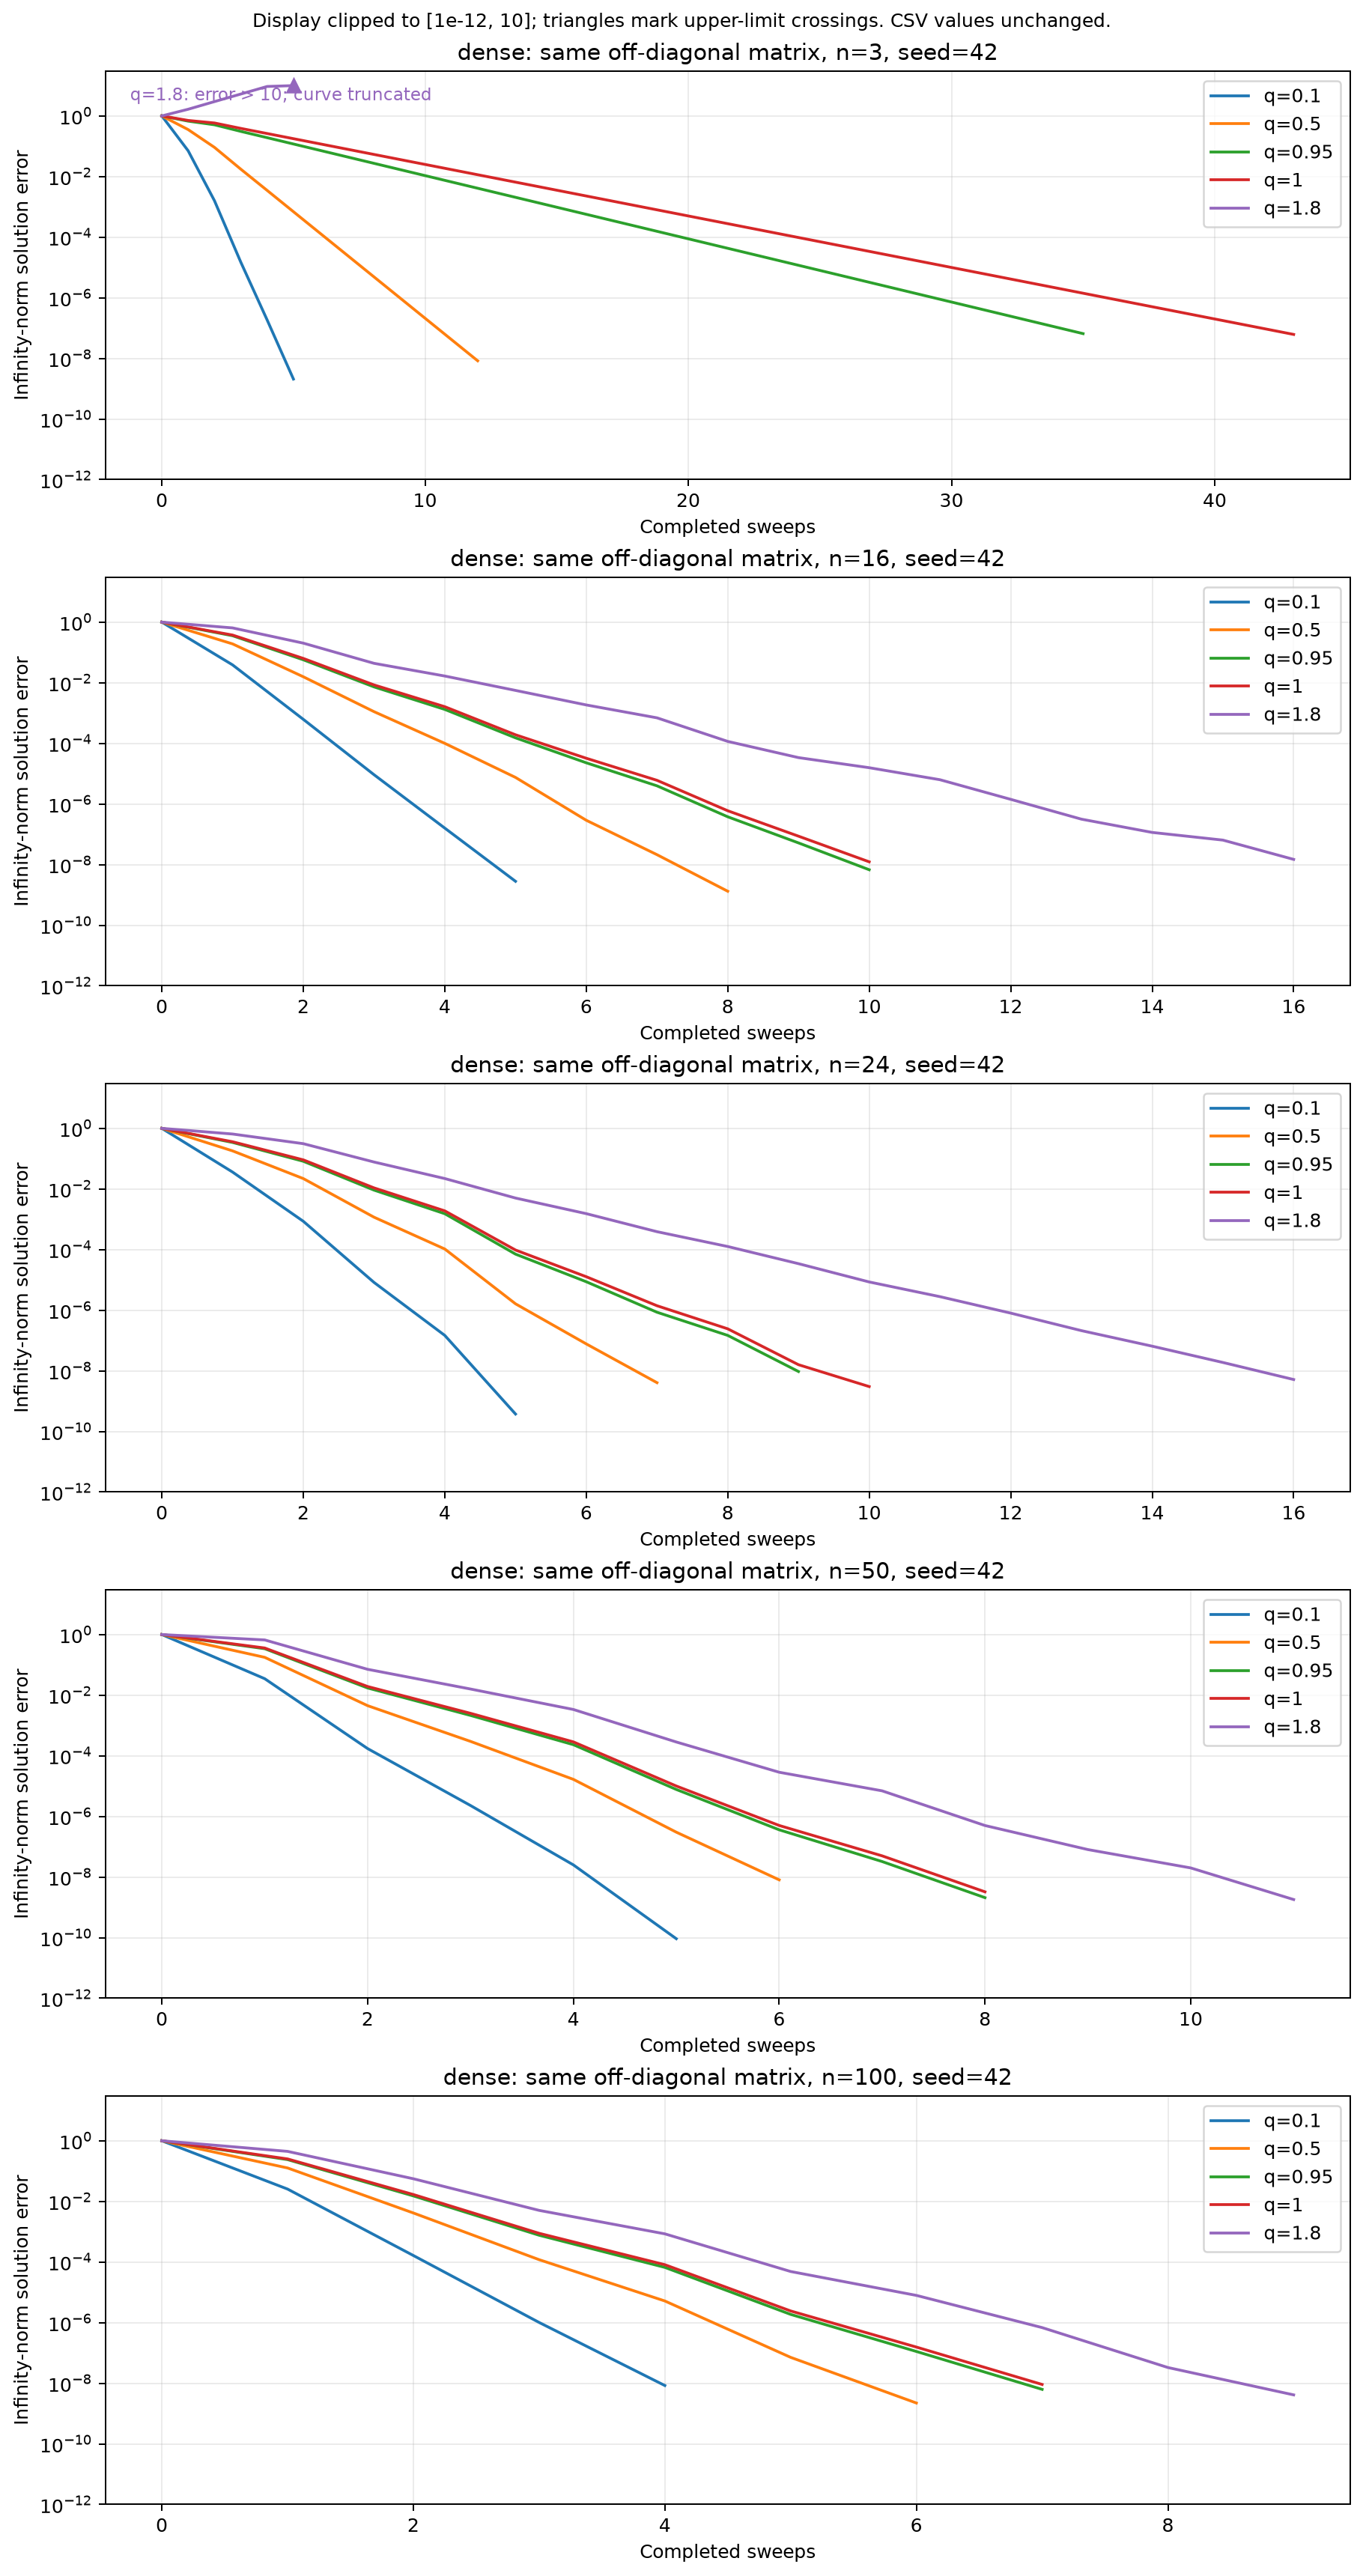 Display clipped to [1e-12, 10]; triangles mark upper-limit crossings. CSV values unchanged.
dense: same off-diagonal matrix, n=3, seed=42
q=1.8: error > 10; curve truncated
q=0.1
q=0.5
q=0.95
q=1
q=1.8
Infinity-norm solution error
10⁰
10⁻²
10⁻⁴
10⁻⁶
10⁻⁸
10⁻¹⁰
10⁻¹²
0 10 20 30 40
Completed sweeps
dense: same off-diagonal matrix, n=16, seed=42
q=0.1
q=0.5
q=0.95
q=1
q=1.8
Infinity-norm solution error
10⁰
10⁻²
10⁻⁴
10⁻⁶
10⁻⁸
10⁻¹⁰
10⁻¹²
0 2 4 6 8 10 12 14 16
Completed sweeps
dense: same off-diagonal matrix, n=24, seed=42
q=0.1
q=0.5
q=0.95
q=1
q=1.8
Infinity-norm solution error
10⁰
10⁻²
10⁻⁴
10⁻⁶
10⁻⁸
10⁻¹⁰
10⁻¹²
0 2 4 6 8 10 12 14 16
Completed sweeps
dense: same off-diagonal matrix, n=50, seed=42
q=0.1
q=0.5
q=0.95
q=1
q=1.8
Infinity-norm solution error
10⁰
10⁻²
10⁻⁴
10⁻⁶
10⁻⁸
10⁻¹⁰
10⁻¹²
0 2 4 6 8 10
Completed sweeps
dense: same off-diagonal matrix, n=100, seed=42
q=0.1
q=0.5
q=0.95
q=1
q=1.8
Infinity-norm solution error
10⁰
10⁻²
10⁻⁴
10⁻⁶
10⁻⁸
10⁻¹⁰
10⁻¹²
0 2 4 6 8
Completed sweeps